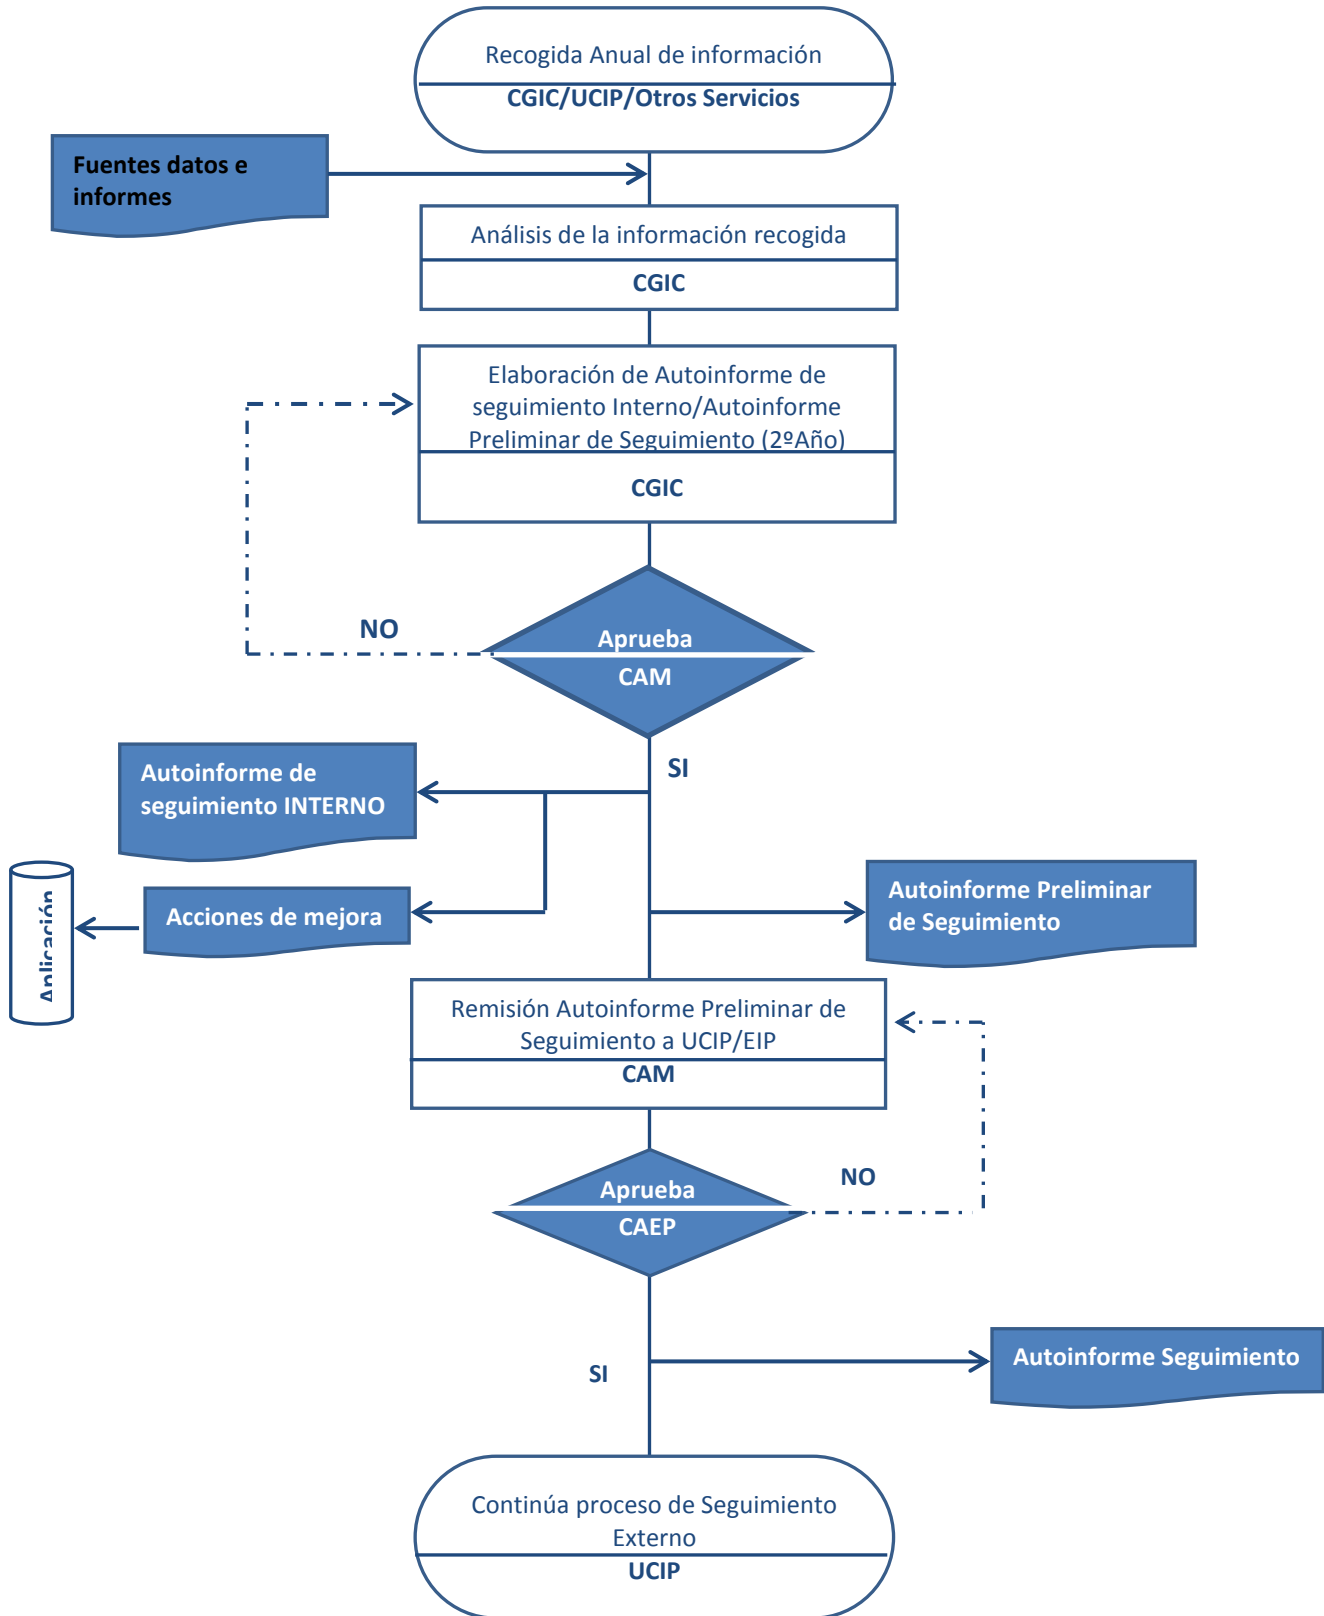 Recogida Anual de información
CGIC/UCIP/Otros Servicios
Fuentes datos e
informes
Análisis de la información recogida
CGIC
Elaboración de Autoinforme de
seguimiento Interno/Autoinforme
Preliminar de Seguimiento (2ºAño)
CGIC
NO
Aprueba
CAM
SI
Autoinforme de
seguimiento INTERNO
Autoinforme Preliminar
de Seguimiento
Acciones de mejora
Aplicación
Remisión Autoinforme Preliminar de
Seguimiento a UCIP/EIP
CAM
Aprueba
CAEP
NO
SI
Autoinforme Seguimiento
Continúa proceso de Seguimiento
Externo
UCIP